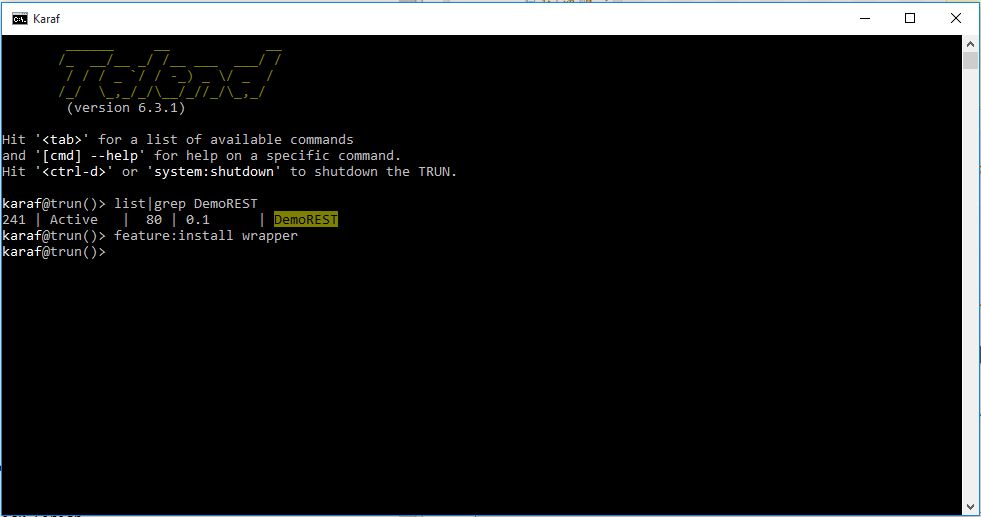 Karaf
Talend
(version 6.3.1)
Hit '<tab>' for a list of available commands
and '[cmd] --help' for help on a specific command.
Hit '<ctrl-d>' or 'system:shutdown' to shutdown the TRUN.
karaf@trun()> list|grep DemoREST
241 | Active   |  80 | 0.1      | DemoREST
karaf@trun()> feature:install wrapper
karaf@trun()>